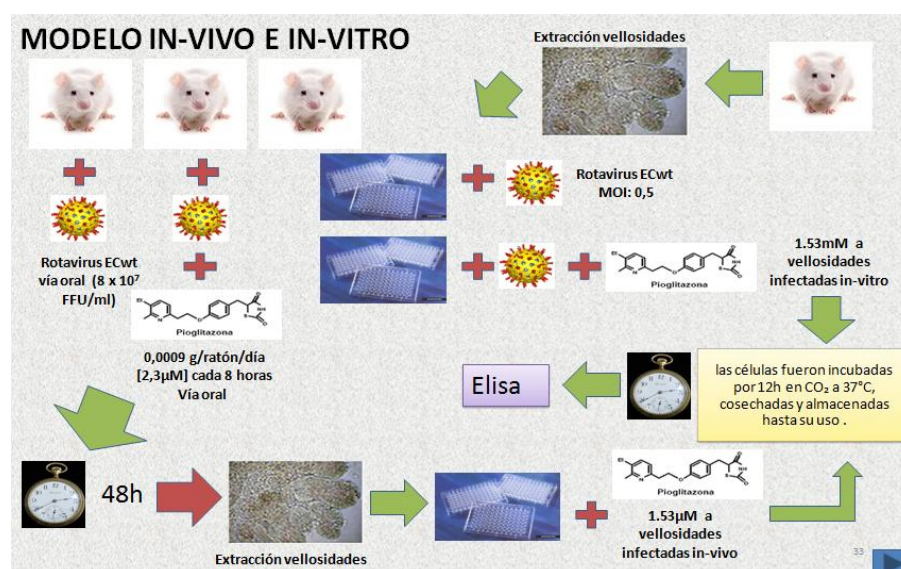 MODELO IN-VIVO E IN-VITRO
Extracción vellosidades
Rotavirus ECwt
MOI: 0,5
Rotavirus ECwt
vía oral (8 x 10⁷
FFU/ml)
Pioglitazona
0,0009 g/ratón/día
[2,3µM] cada 8 horas
Vía oral
Pioglitazona
1.53mM a
vellosidades
infectadas in-vitro
las células fueron incubadas
por 12h en CO₂ a 37°C,
cosechadas y almacenadas
hasta su uso .
Elisa
48h
Extracción vellosidades
Pioglitazona
1.53µM a
vellosidades
infectadas in-vivo
33